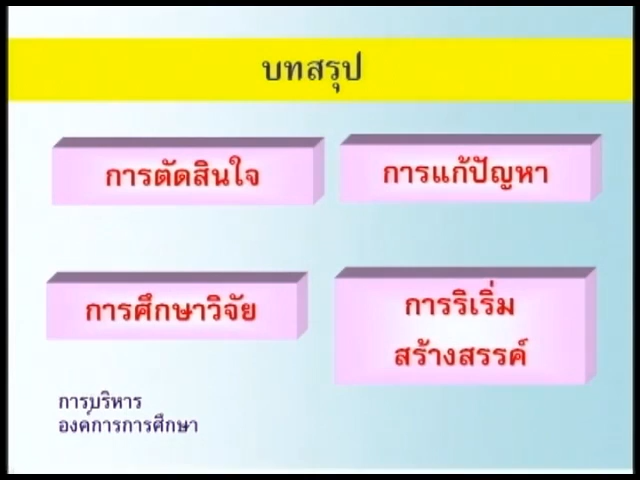 บทสรุป
การตัดสินใจ
การแก้ปัญหา
การศึกษาวิจัย
การริเริ่ม
สร้างสรรค์
การบริหาร
องค์การการศึกษา